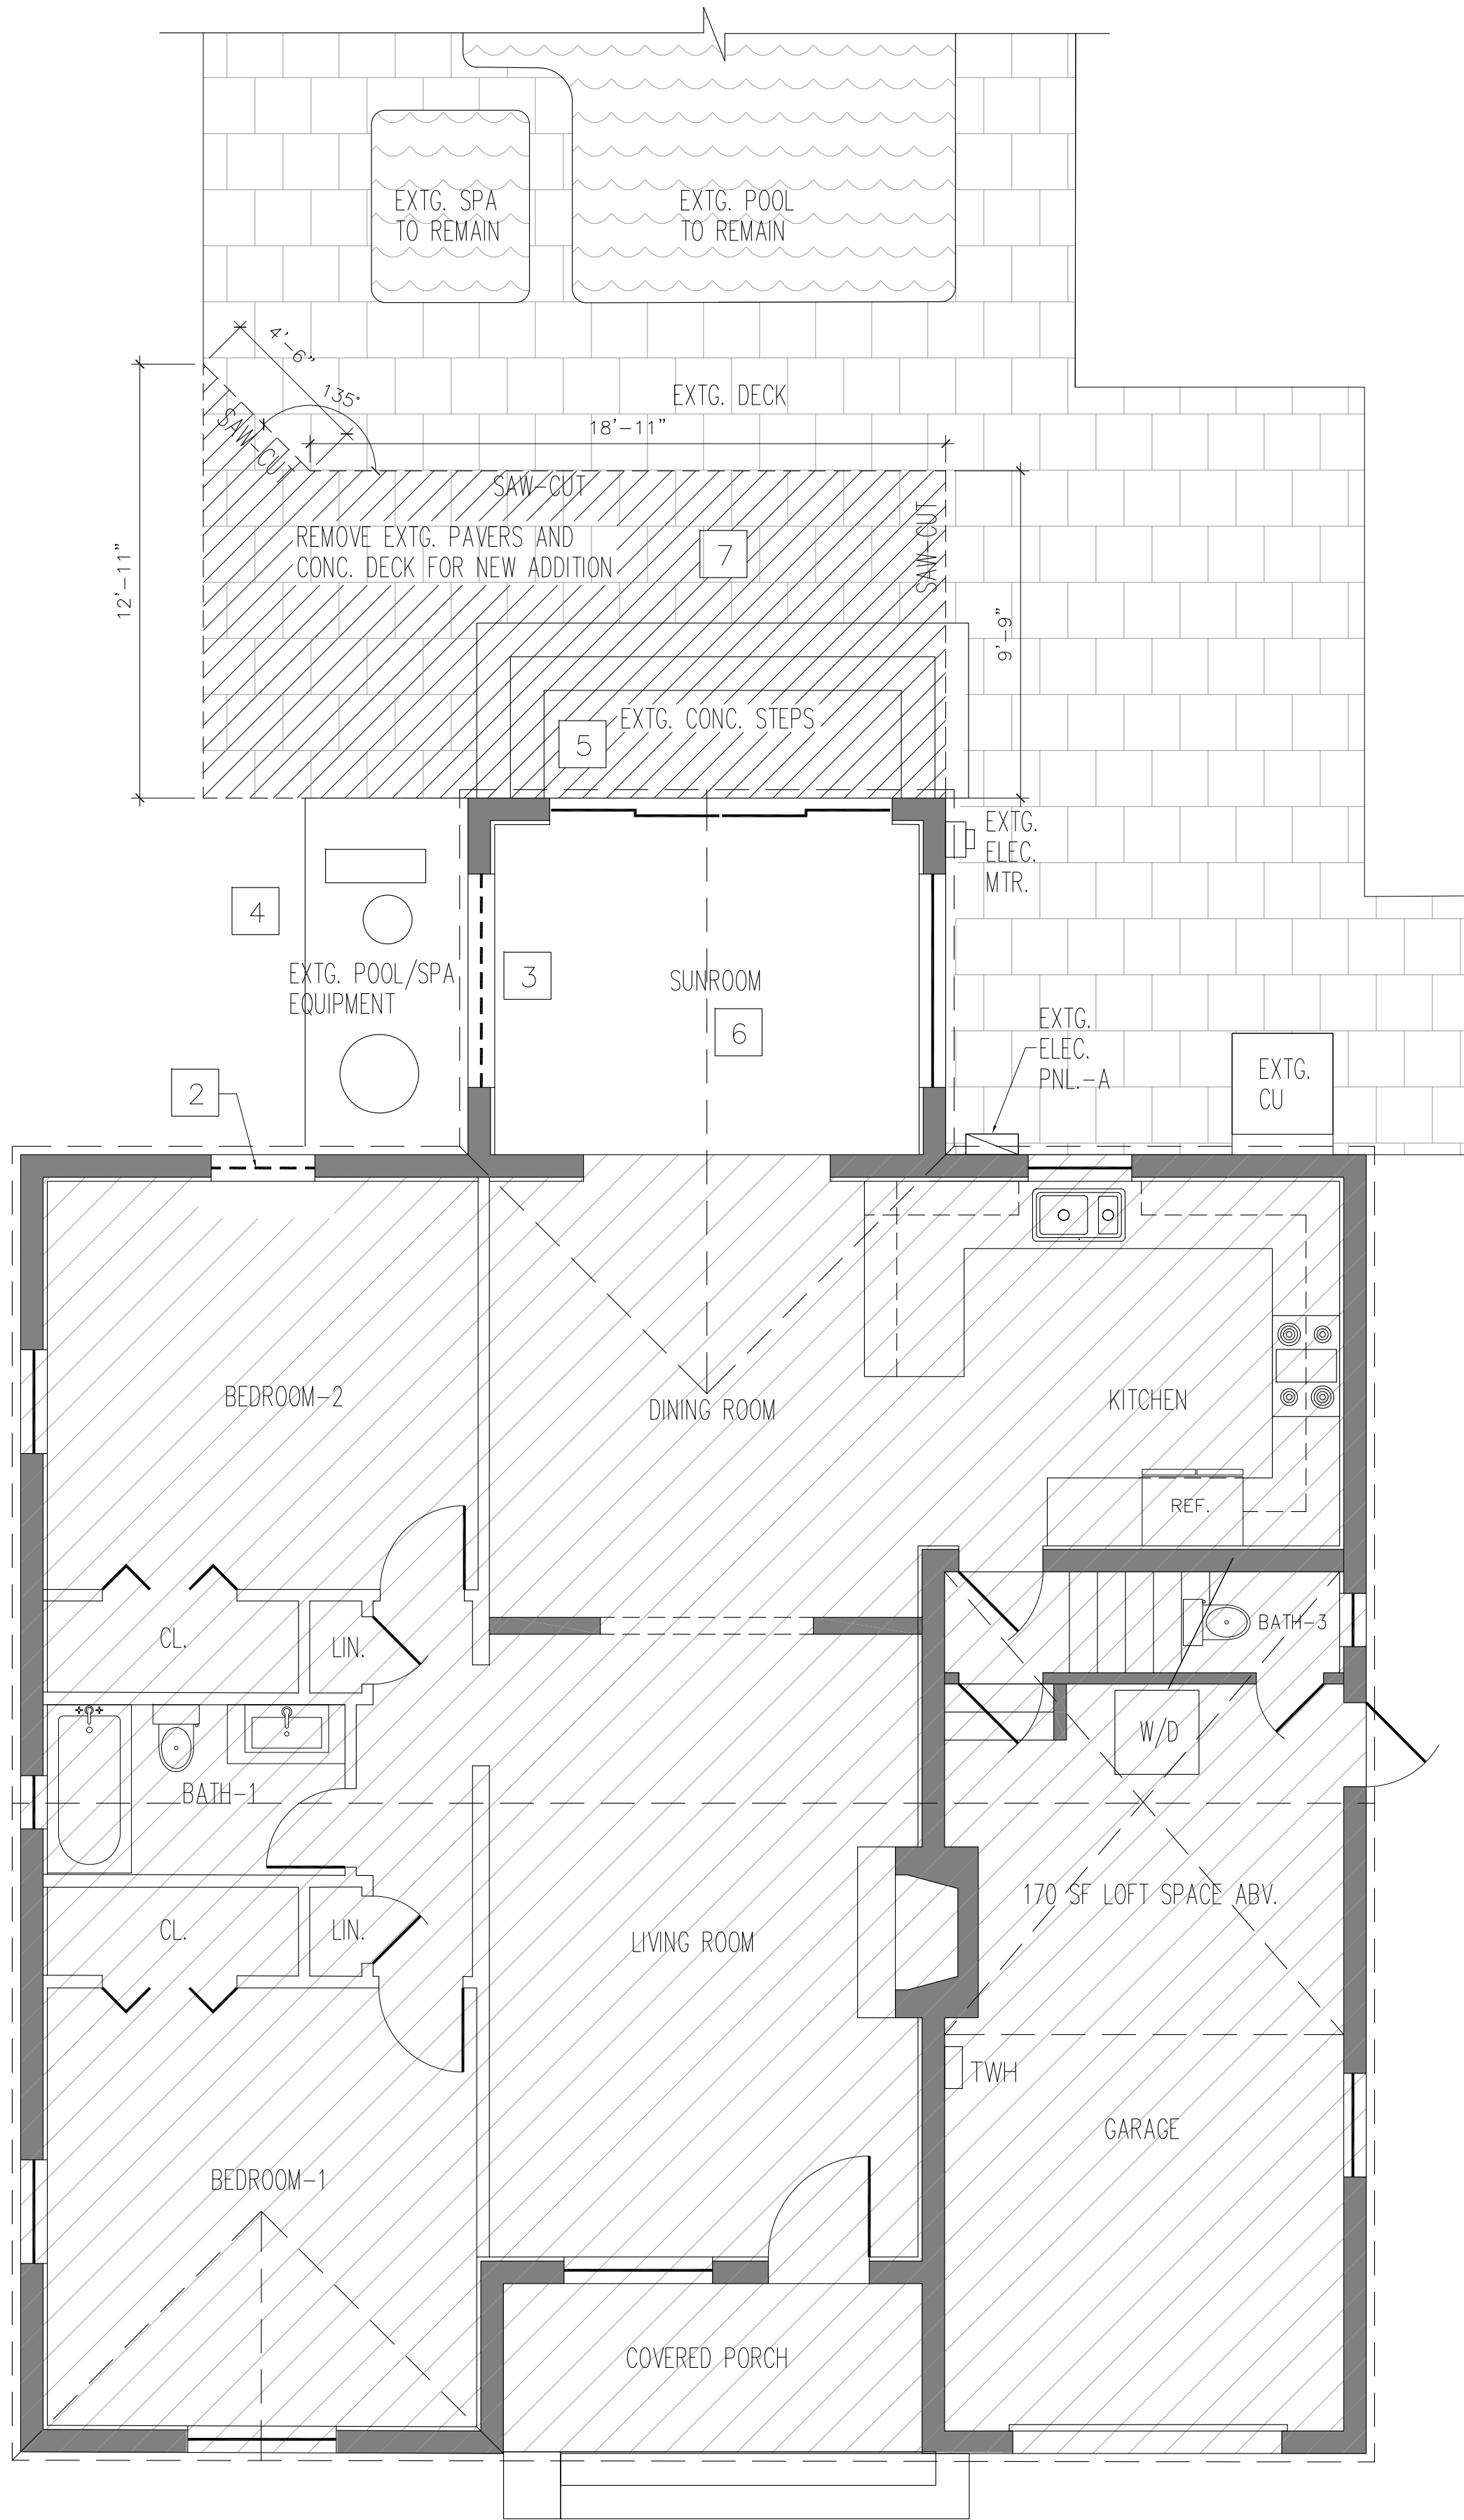 EXTG. SPA
TO REMAIN
EXTG. POOL
TO REMAIN
4'-6"
135°
EXTG. DECK
18'-11"
SAW-CUT
SAW-CUT
SAW-CUT
REMOVE EXTG. PAVERS AND
CONC. DECK FOR NEW ADDITION
7
12'-11"
9'-9"
EXTG. CONC. STEPS
5
EXTG.
ELEC.
MTR.
4
3
EXTG. POOL/SPA
EQUIPMENT
SUNROOM
6
EXTG.
ELEC.
PNL.-A
EXTG.
CU
2
BEDROOM-2
DINING ROOM
KITCHEN
REF.
CL.
LIN.
BATH-3
W/D
BATH-1
170 SF LOFT SPACE ABV.
CL.
LIN.
LIVING ROOM
TWH
GARAGE
BEDROOM-1
COVERED PORCH